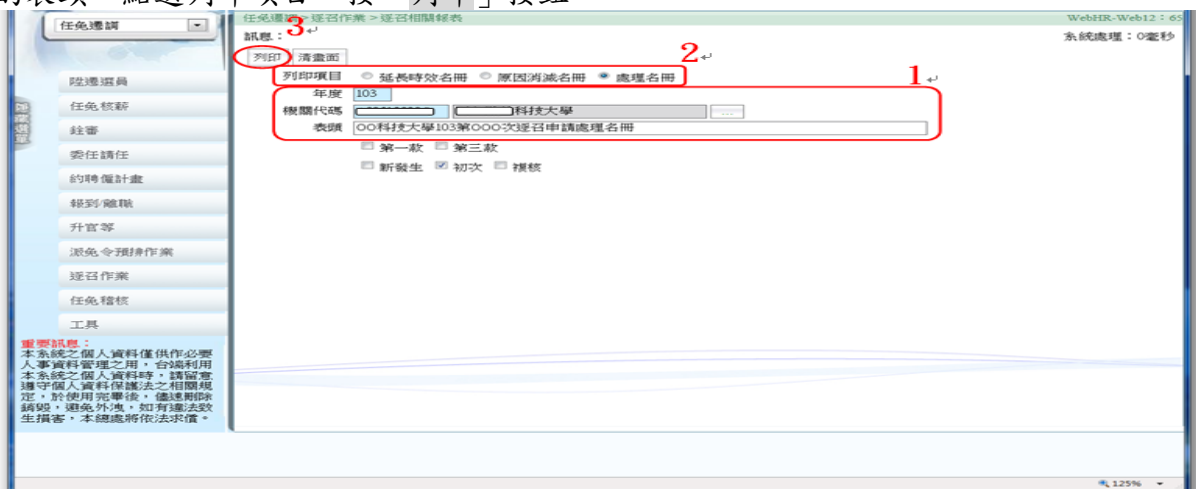 的表頭，點選列印項目，按「列印」按鈕
任免遷調>逐召作業>逐召相關報表 WebHR-Web12：65
任免遷調
訊息： 3 系統處理：0毫秒
列印 清畫面 2
列印項目 延長時效名冊 原因消滅名冊 處理名冊 1
年度 103
機關代碼 科技大學 ...
表頭 OO科技大學103第OOO次逐召申請處理名冊
第一款 第三款
新發生 初次 複核
陞遷選員
任免核薪
銓審
委任請任
約聘僱計畫
報到/離職
升官等
派免令預排作業
逐召作業
任免稽核
工具
重要訊息：
本系統之個人資料僅供作必要
人事資料管理之用，台端利用
本系統之個人資料時，請留意
遵守個人資料保護法之相關規
定，於使用完畢後，儘速刪除
銷毀，避免外洩，如有違法致
生損害，本總處將依法求償。
125%